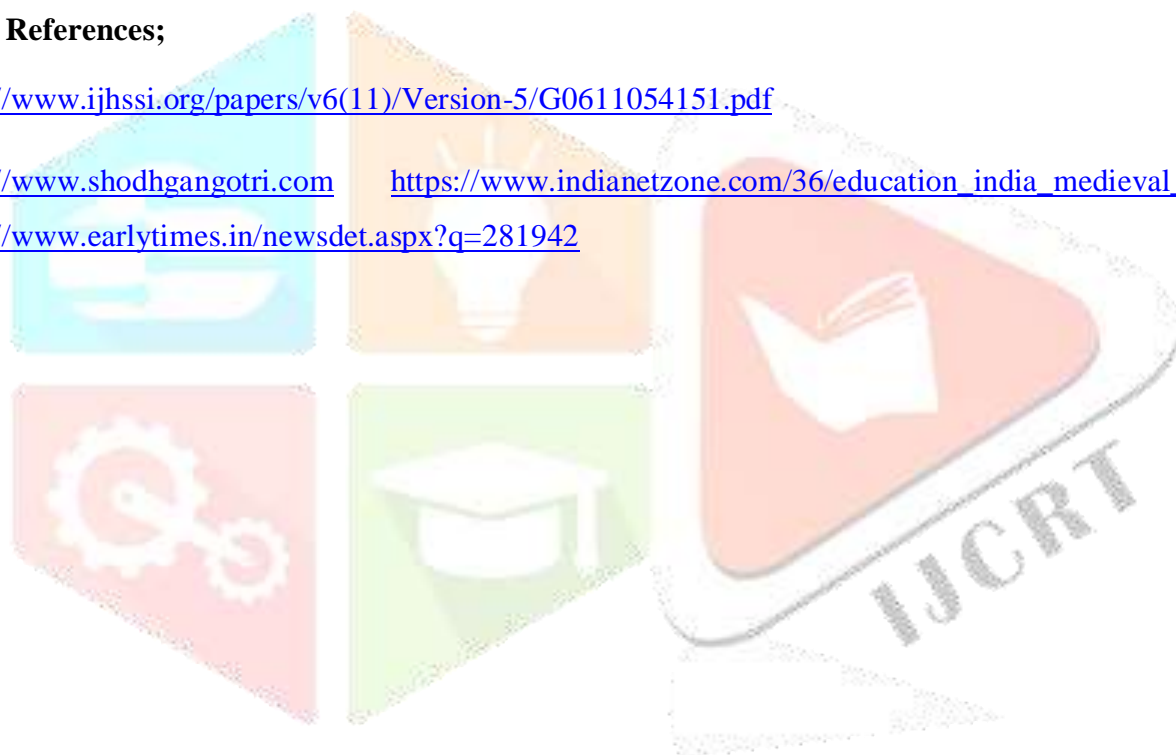 References;
//www.ijhssi.org/papers/v6(11)/Version-5/G0611054151.pdf
//www.shodhgangotri.com https://www.indianetzone.com/36/education_india_medieval_
//www.earlytimes.in/newsdet.aspx?q=281942
IJCRT